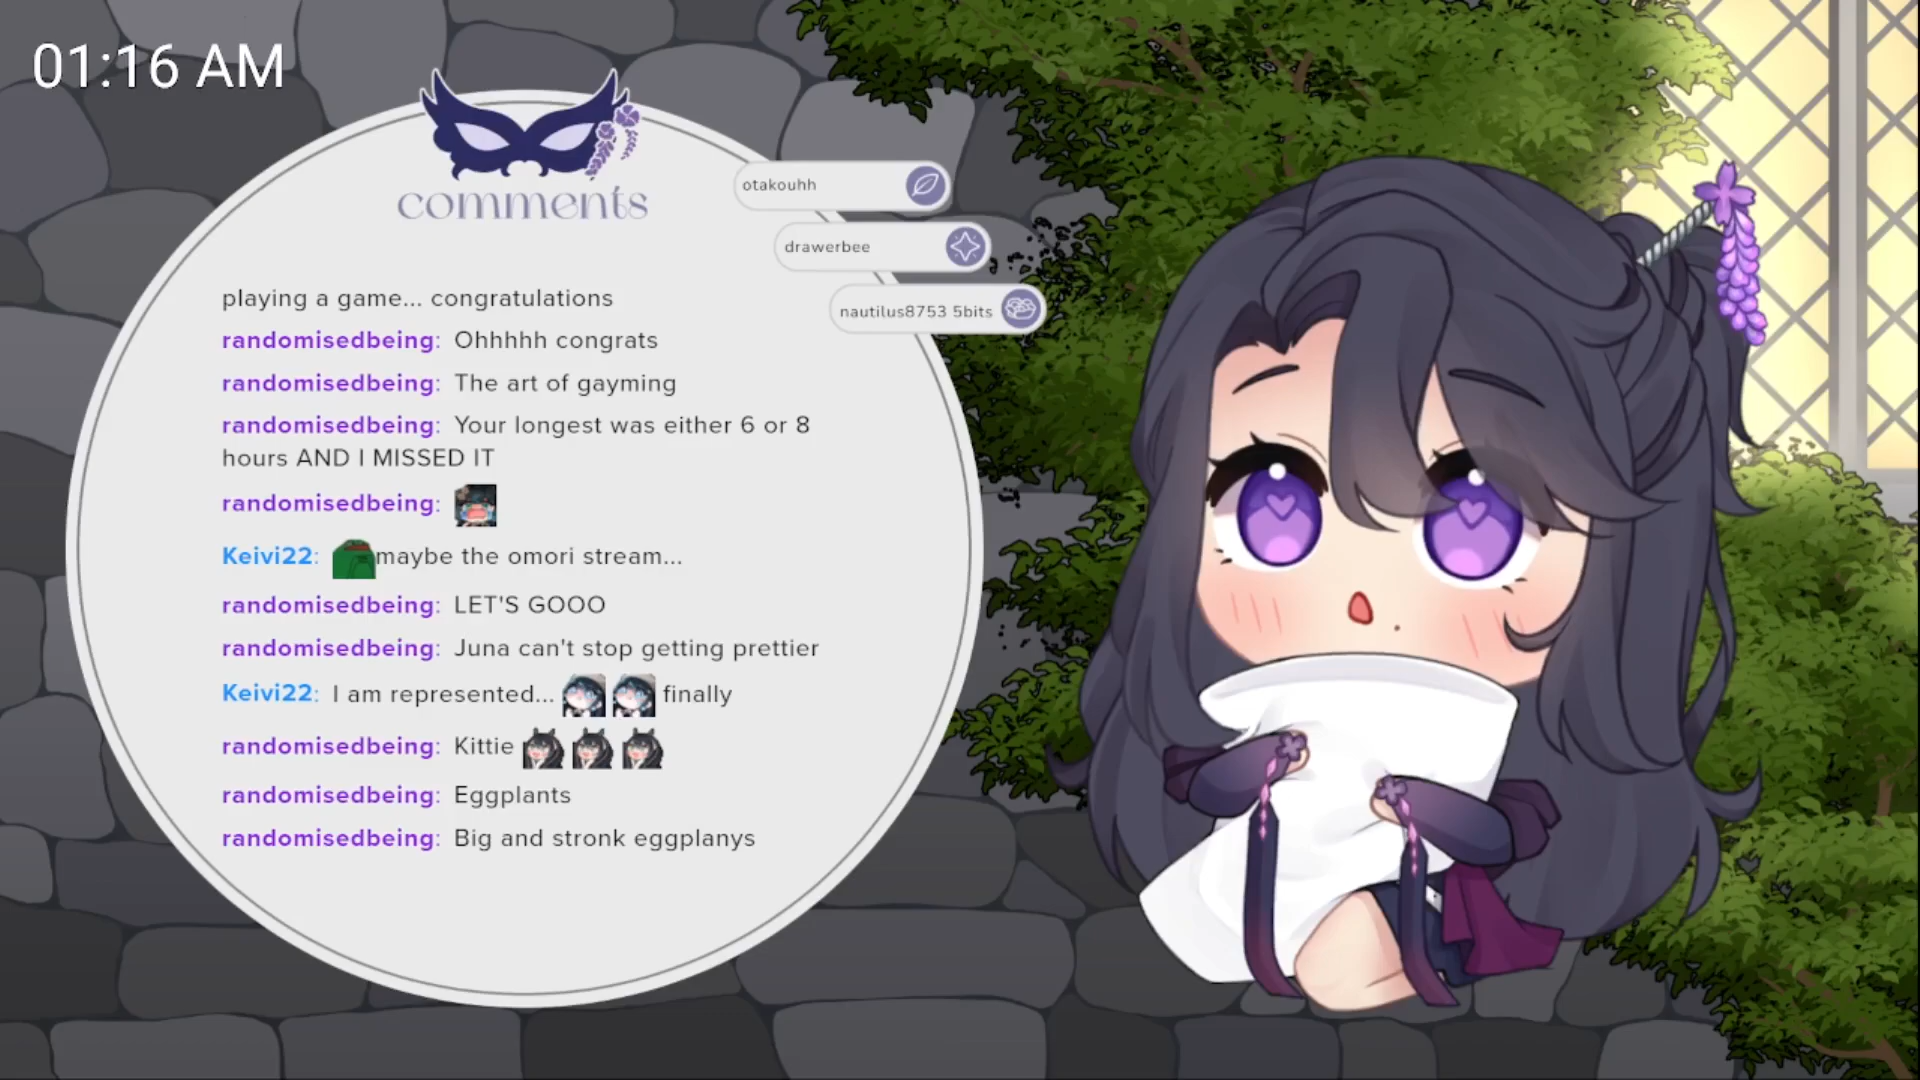 01:16 AM
comments
otakouhh
drawerbee
nautilus8753 5bits
playing a game... congratulations
randomisedbeing: Ohhhhh congrats
randomisedbeing: The art of gayming
randomisedbeing: Your longest was either 6 or 8
hours AND I MISSED IT
randomisedbeing:
Keivi22: maybe the omori stream...
randomisedbeing: LET'S GOOO
randomisedbeing: Juna can't stop getting prettier
Keivi22: I am represented... finally
randomisedbeing: Kittie
randomisedbeing: Eggplants
randomisedbeing: Big and stronk eggplanys